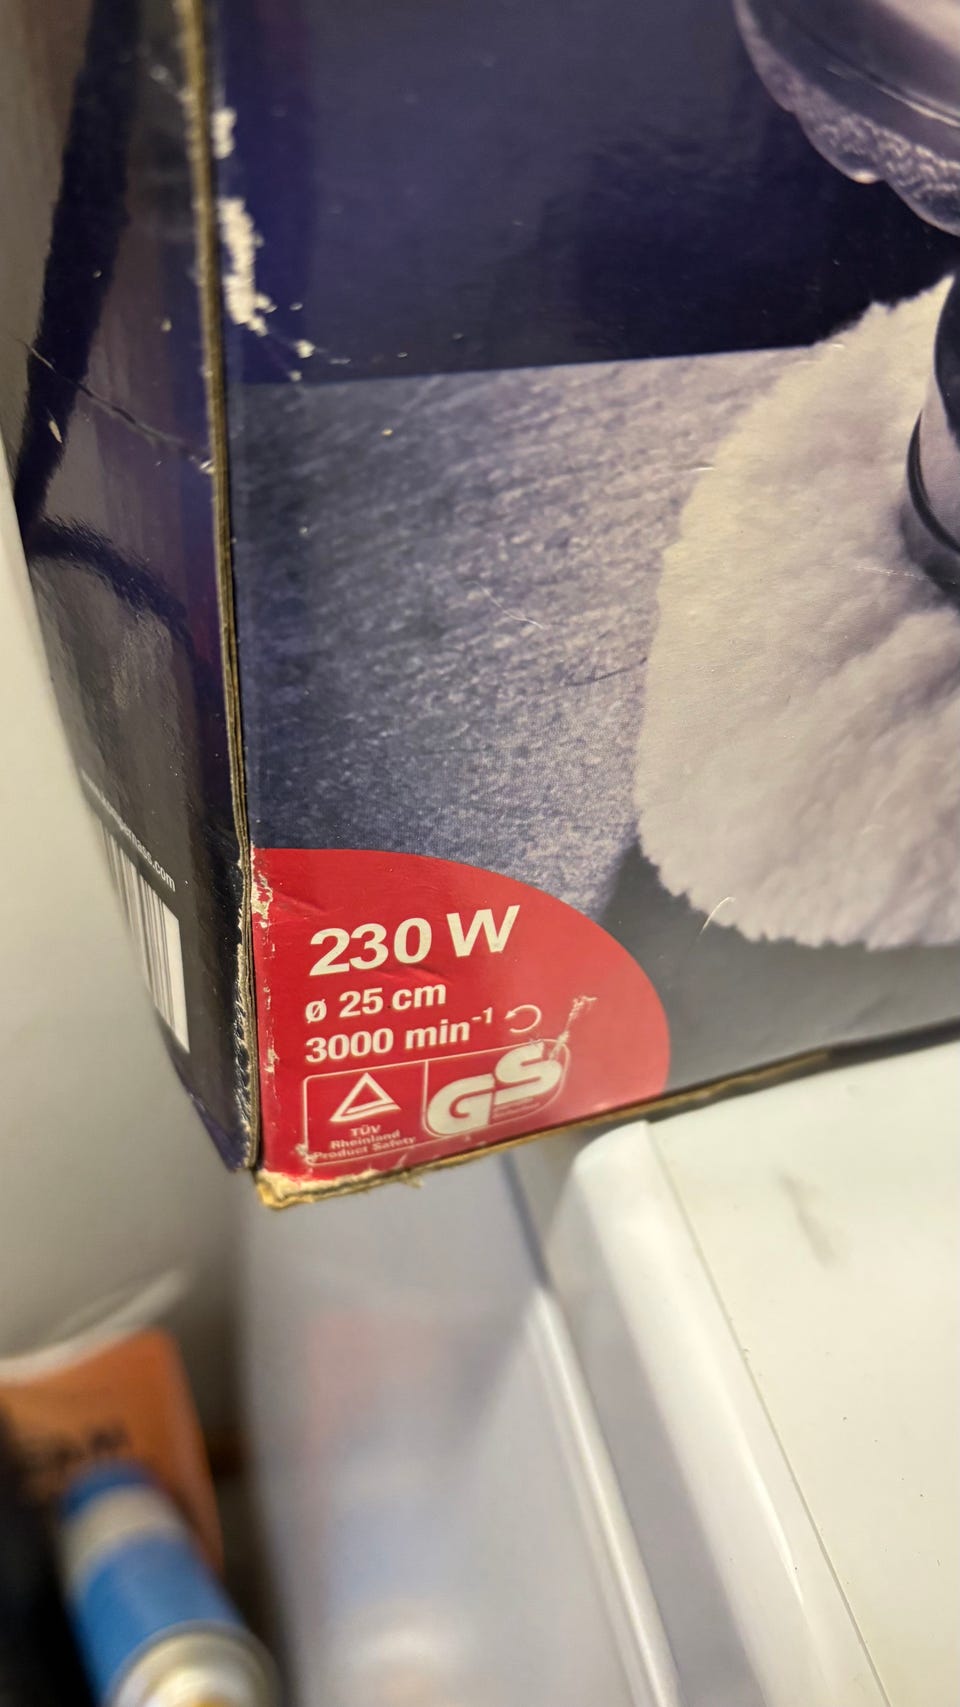 230 W
ø 25 cm
3000 min⁻¹
TÜV
Rheinland
Product Safety
GS